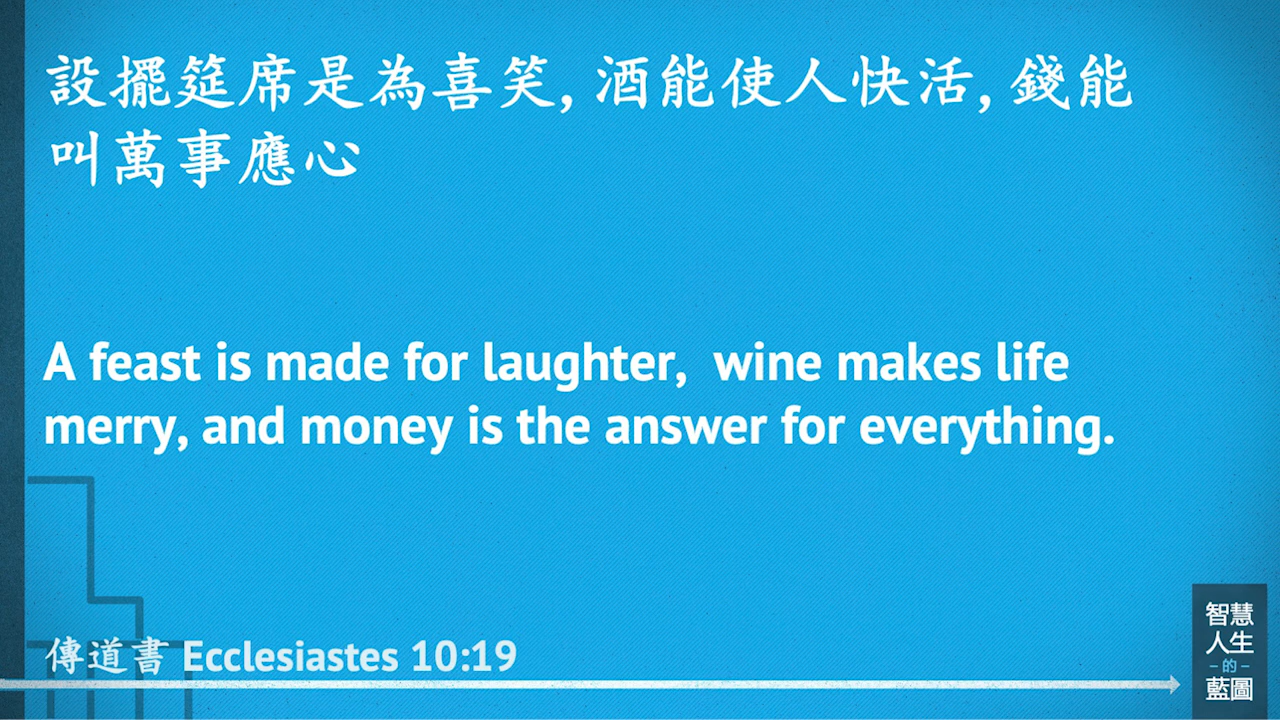 設擺筵席是為喜笑, 酒能使人快活, 錢能
叫萬事應心
A feast is made for laughter,  wine makes life
merry, and money is the answer for everything.
傳道書 Ecclesiastes 10:19
智慧
人生
–的–
藍圖